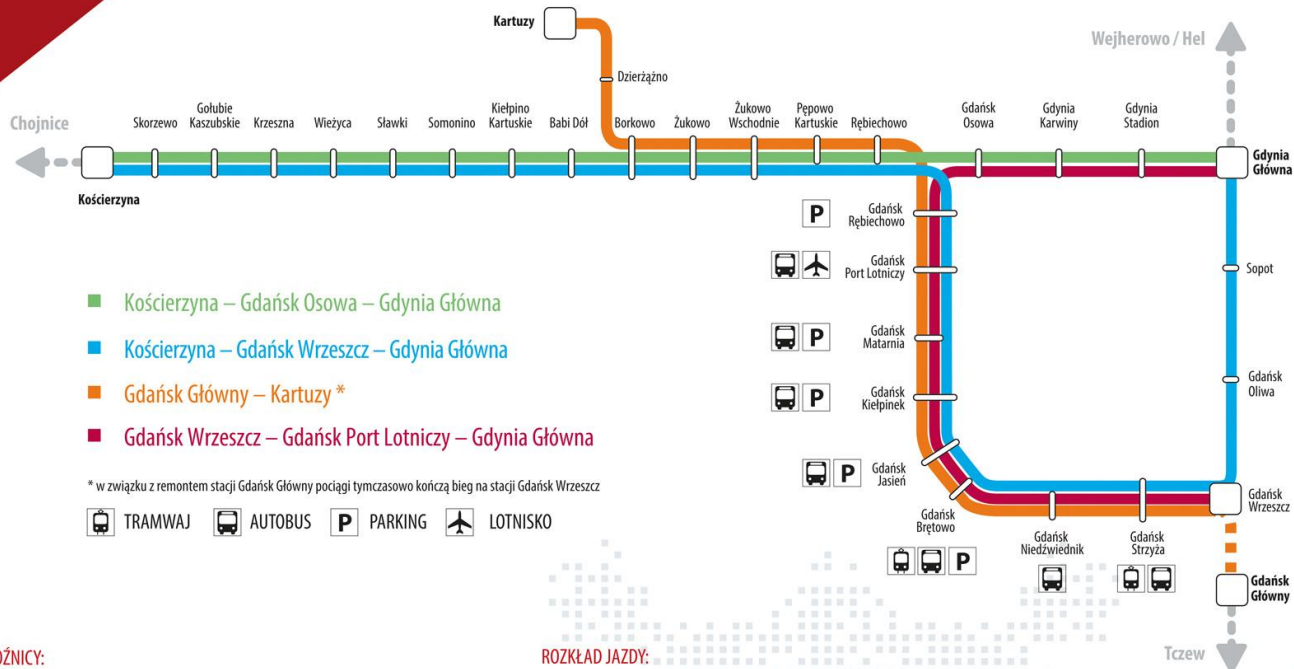 Kartuzy
Wejherowo / Hel
Dzierżążno
Chojnice
Skorzewo
Gołubie
Kaszubskie
Krzeszna
Wieżyca
Sławki
Somonino
Kiełpino
Kartuskie
Babi Dół
Borkowo
Żukowo
Żukowo
Wschodnie
Pępowo
Kartuskie
Rębiechowo
Gdańsk
Osowa
Gdynia
Karwiny
Gdynia
Stadion
Gdynia
Główna
Kościerzyna
P
Gdańsk
Rębiechowo
Gdańsk
Port Lotniczy
Sopot
P
Gdańsk
Matarnia
Gdańsk
Oliwa
P
Gdańsk
Kiełpinek
P
Gdańsk
Jasień
Gdańsk
Wrzeszcz
Gdańsk
Brętowo
P
Gdańsk
Niedźwiednik
Gdańsk
Strzyża
Gdańsk
Główny
Tczew
Kościerzyna – Gdańsk Osowa – Gdynia Główna
Kościerzyna – Gdańsk Wrzeszcz – Gdynia Główna
Gdańsk Główny – Kartuzy *
Gdańsk Wrzeszcz – Gdańsk Port Lotniczy – Gdynia Główna
* w związku z remontem stacji Gdańsk Główny pociągi tymczasowo kończą bieg na stacji Gdańsk Wrzeszcz
TRAMWAJ
AUTOBUS
P PARKING
LOTNISKO
ROZKŁAD JAZDY: